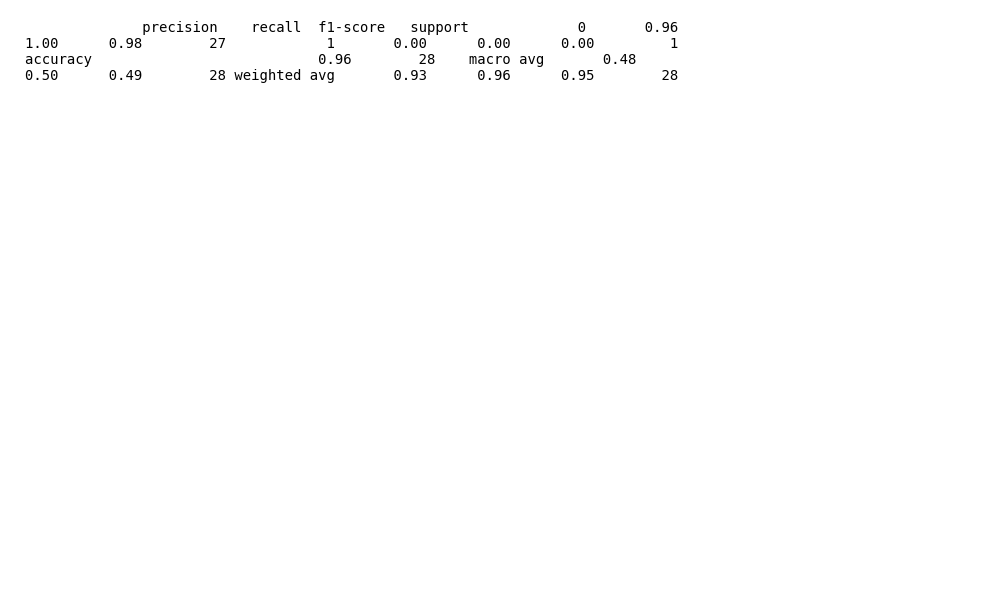 precision    recall  f1-score   support             0       0.96
1.00      0.98        27            1       0.00      0.00      0.00         1
accuracy                           0.96        28    macro avg       0.48
0.50      0.49        28 weighted avg       0.93      0.96      0.95        28